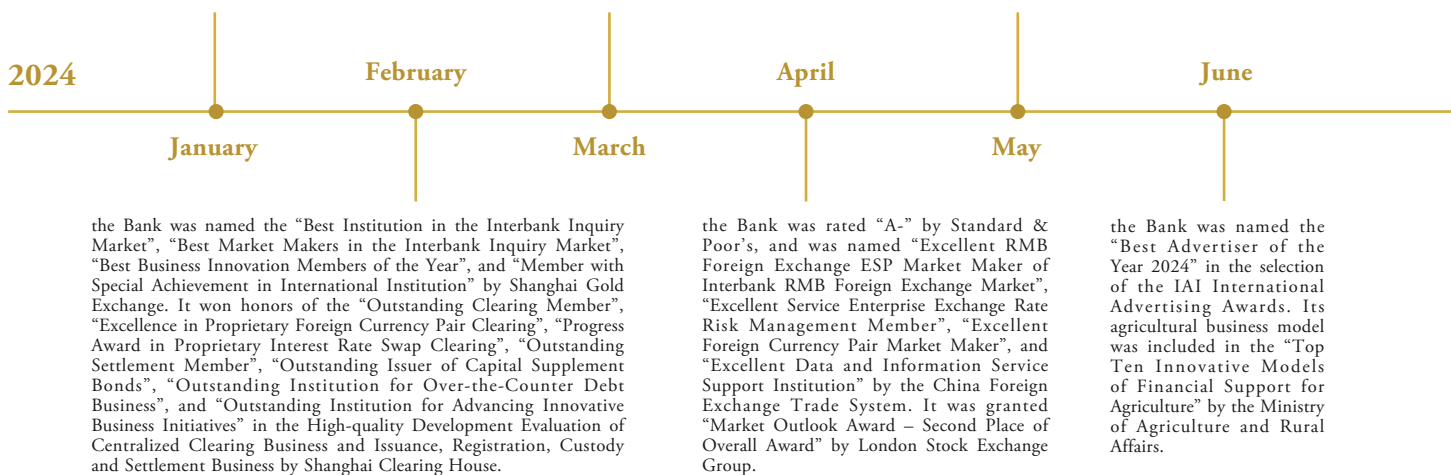 2024
February
April
June
January
March
May
the Bank was named the “Best Institution in the Interbank Inquiry
Market”, “Best Market Makers in the Interbank Inquiry Market”,
“Best Business Innovation Members of the Year”, and “Member with
Special Achievement in International Institution” by Shanghai Gold
Exchange. It won honors of the “Outstanding Clearing Member”,
“Excellence in Proprietary Foreign Currency Pair Clearing”, “Progress
Award in Proprietary Interest Rate Swap Clearing”, “Outstanding
Settlement Member”, “Outstanding Issuer of Capital Supplement
Bonds”, “Outstanding Institution for Over-the-Counter Debt
Business”, and “Outstanding Institution for Advancing Innovative
Business Initiatives” in the High-quality Development Evaluation of
Centralized Clearing Business and Issuance, Registration, Custody
and Settlement Business by Shanghai Clearing House.
the Bank was rated “A-” by Standard &
Poor's, and was named “Excellent RMB
Foreign Exchange ESP Market Maker of
Interbank RMB Foreign Exchange Market”,
“Excellent Service Enterprise Exchange Rate
Risk Management Member”, “Excellent
Foreign Currency Pair Market Maker”, and
“Excellent Data and Information Service
Support Institution” by the China Foreign
Exchange Trade System. It was granted
“Market Outlook Award – Second Place of
Overall Award” by London Stock Exchange
Group.
the Bank was named the
“Best Advertiser of the
Year 2024” in the selection
of the IAI International
Advertising Awards. Its
agricultural business model
was included in the “Top
Ten Innovative Models
of Financial Support for
Agriculture” by the Ministry
of Agriculture and Rural
Affairs.